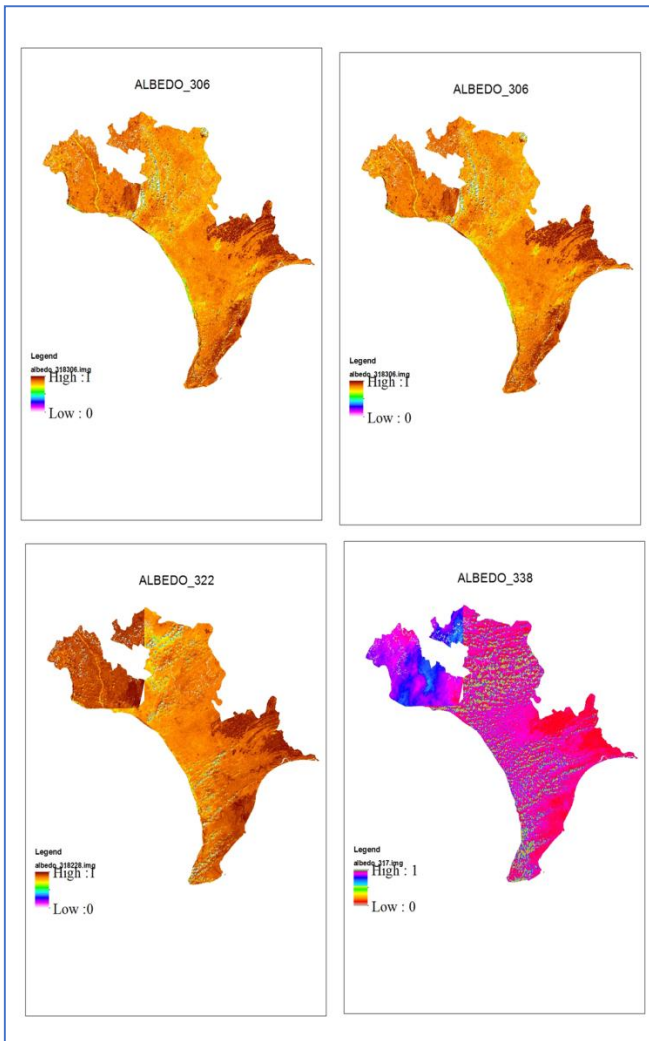 ALBEDO_306
Legend
albedo_318306.img
High :1
Low : 0
ALBEDO_306
Legend
albedo_318306.img
High :1
Low : 0
ALBEDO_322
Legend
albedo_318228.img
High :1
Low :0
ALBEDO_338
Legend
albedo_317.img
High : 1
Low : 0